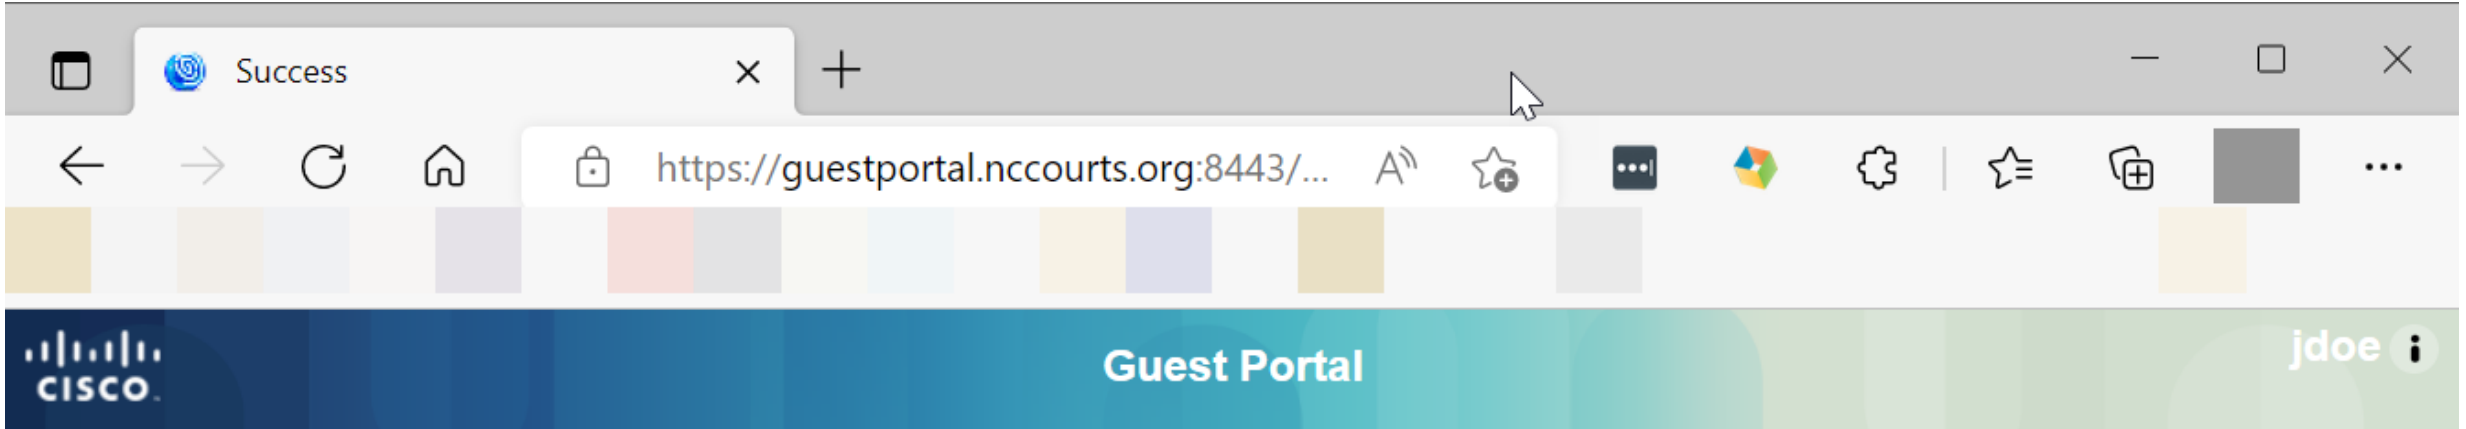 Success
https://guestportal.nccourts.org:8443/...
Guest Portal
jdoe
CISCO